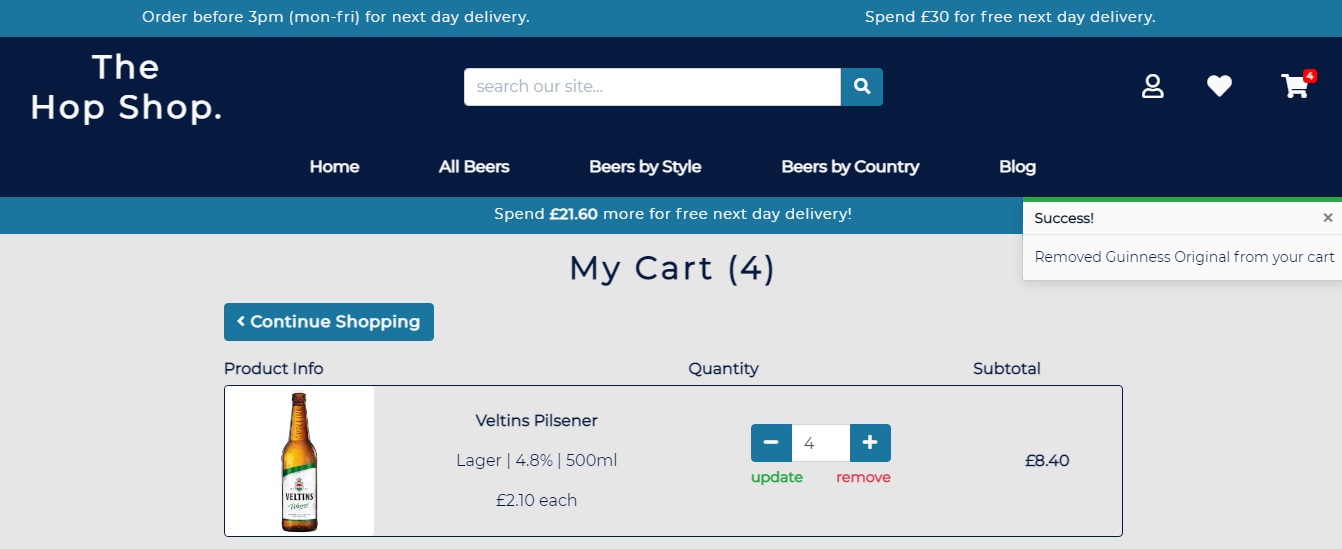 Order before 3pm (mon-fri) for next day delivery.
Spend £30 for free next day delivery.
The
Hop Shop.
search our site...
4
Home
All Beers
Beers by Style
Beers by Country
Blog
Spend £21.60 more for free next day delivery!
Success!
×
Removed Guinness Original from your cart
My Cart (4)
Continue Shopping
Product Info
Quantity
Subtotal
VELTINS
Veltins Pilsener
Lager | 4.8% | 500ml
£2.10 each
4
update
remove
£8.40